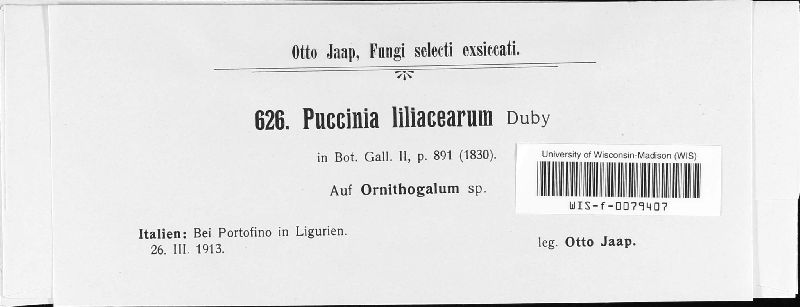 Otto Jaap, Fungi selecti exsiccati.
626. Puccinia liliacearum Duby
in Bot. Gall. II, p. 891 (1830).
Auf Ornithogalum sp.
University of Wisconsin-Madison (WIS)
WIS-f-0079407
Italien: Bei Portofino in Ligurien.
26. III. 1913.
leg. Otto Jaap.